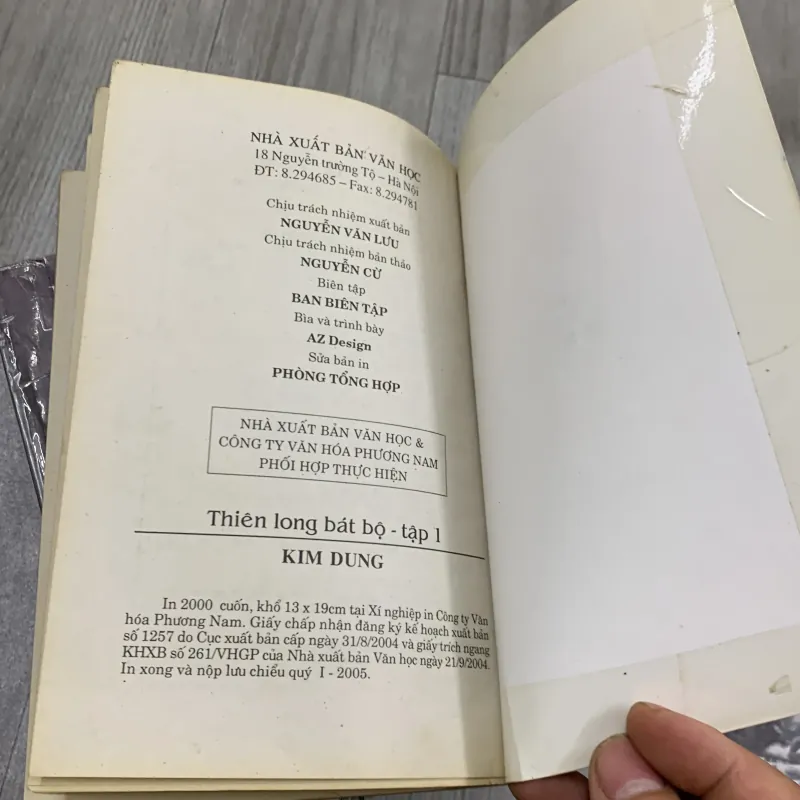 NHÀ XUẤT BẢN VĂN HỌC
18 Nguyễn trường Tộ – Hà Nội
ĐT: 8.294685 – Fax: 8.294781
Chịu trách nhiệm xuất bản
NGUYỄN VĂN LƯU
Chịu trách nhiệm bản thảo
NGUYỄN CỪ
Biên tập
BAN BIÊN TẬP
Bìa và trình bày
AZ Design
Sửa bản in
PHÒNG TỔNG HỢP
NHÀ XUẤT BẢN VĂN HỌC &
CÔNG TY VĂN HÓA PHƯƠNG NAM
PHỐI HỢP THỰC HIỆN
Thiên long bát bộ - tập 1
KIM DUNG
In 2000 cuốn, khổ 13 x 19cm tại Xí nghiệp in Công ty Văn
hóa Phương Nam. Giấy chấp nhận đăng ký kế hoạch xuất bản
số 1257 do Cục xuất bản cấp ngày 31/8/2004 và giấy trích ngang
KHXB số 261/VHGP của Nhà xuất bản Văn học ngày 21/9/2004.
In xong và nộp lưu chiểu quý I - 2005.